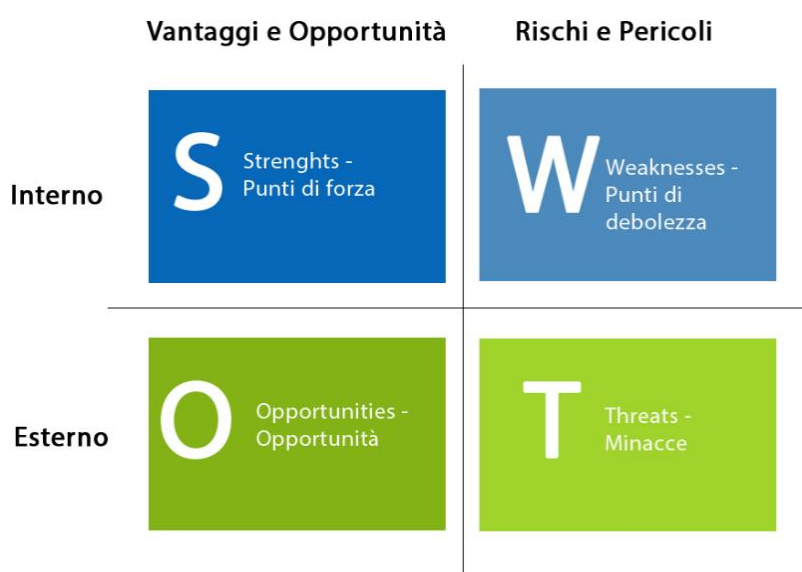 Vantaggi e Opportunità
Rischi e Pericoli
Interno
S
Strenghts -
Punti di forza
W
Weaknesses -
Punti di
debolezza
Esterno
O
Opportunities -
Opportunità
T
Threats -
Minacce